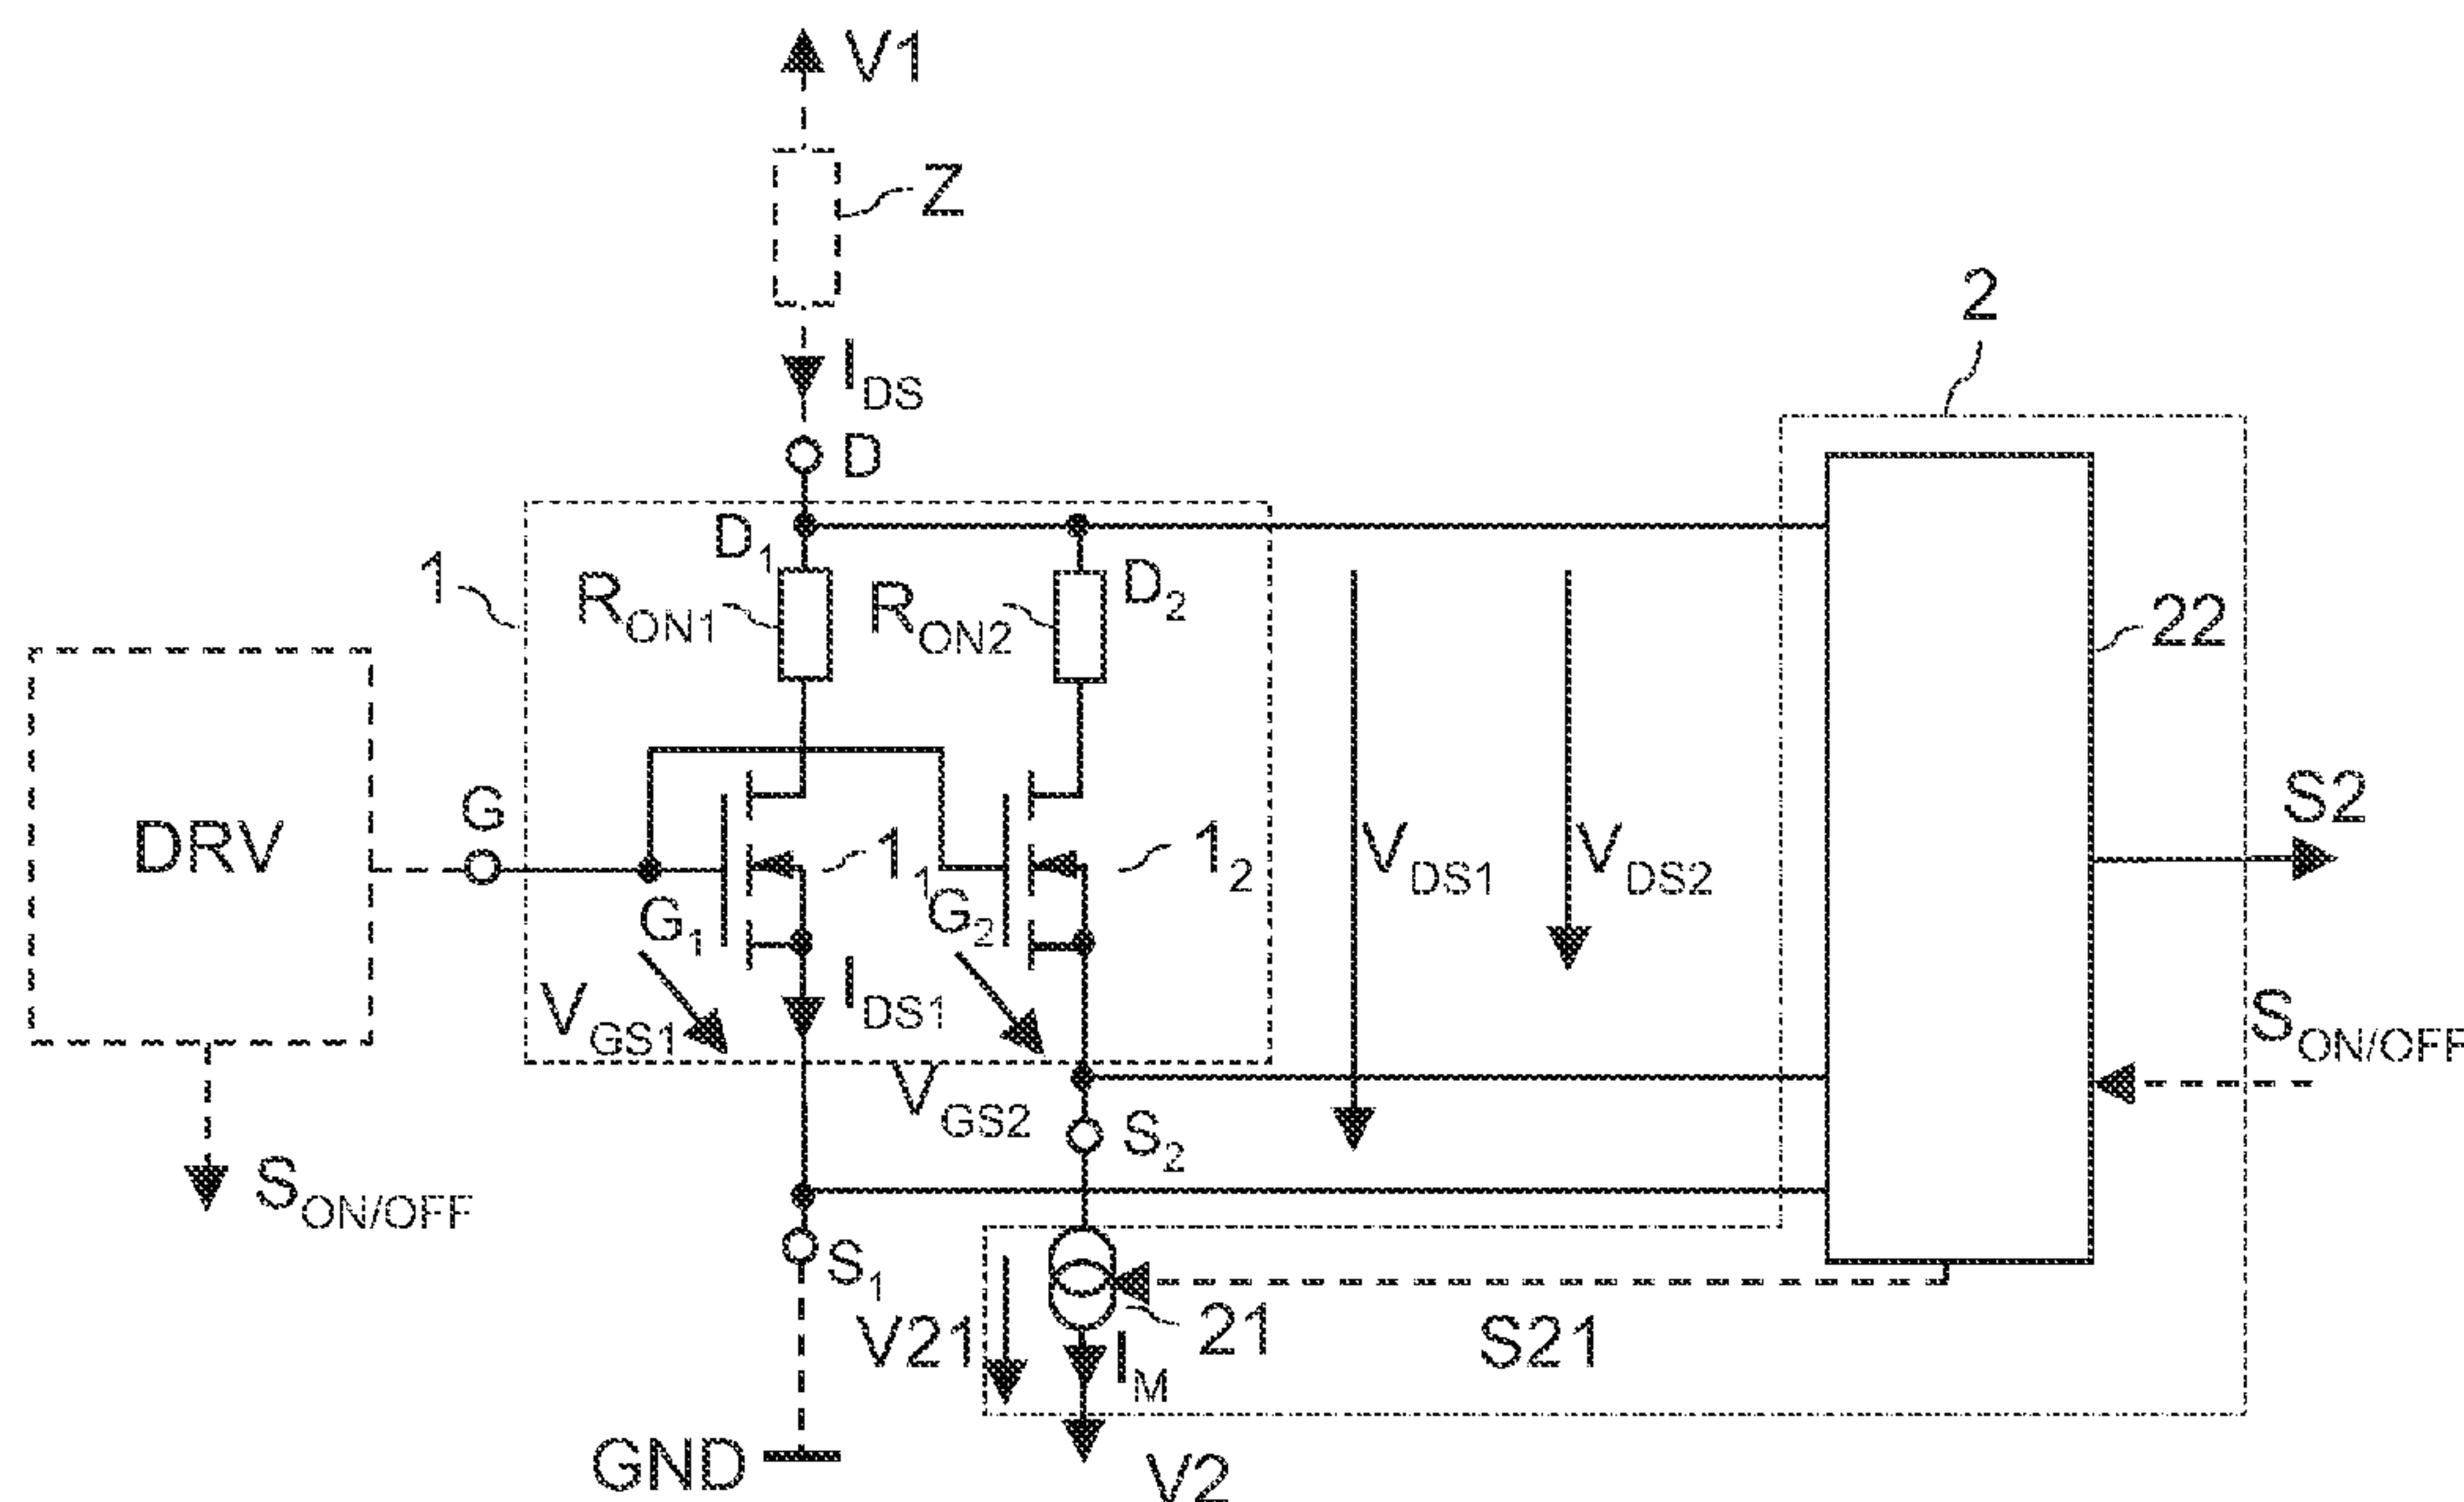 V1
Z
I_DS
D
2
D_1
D_2
1
R_ON1
R_ON2
22
DRV
G
G_1
1_1
G_2
1_2
V_DS1
V_DS2
S2
V_GS1
I_DS1
V_GS2
S_ON/OFF
S_ON/OFF
S_2
S_1
V21
21
I_M
S21
GND
V2